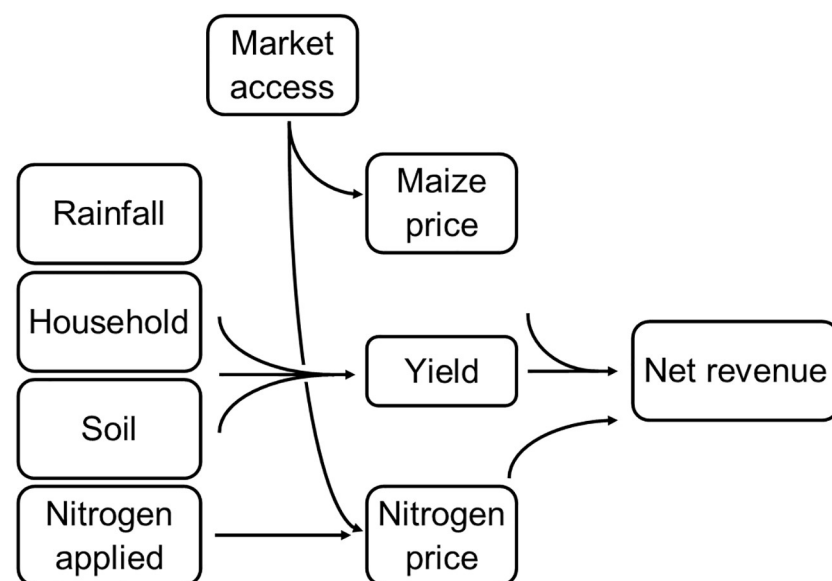 Market
access
Maize
price
Rainfall
Household
Yield
Net revenue
Soil
Nitrogen
applied
Nitrogen
price